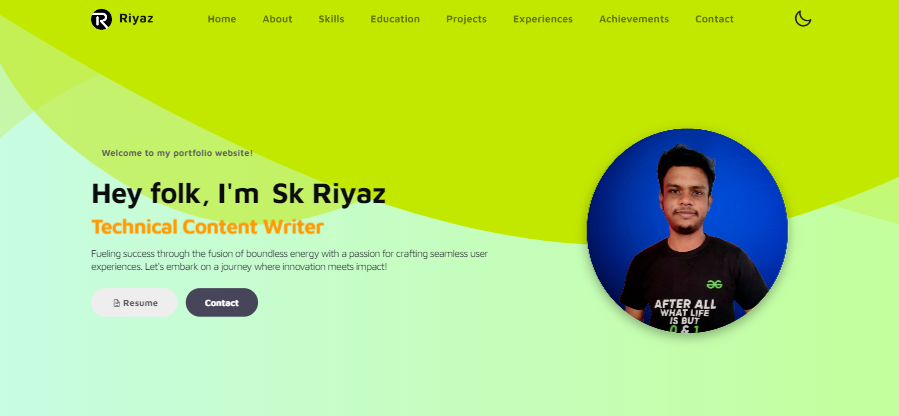 Riyaz
Home
About
Skills
Education
Projects
Experiences
Achievements
Contact
Welcome to my portfolio website!
Hey folk, I'm Sk Riyaz
Technical Content Writer
Fueling success through the fusion of boundless energy with a passion for crafting seamless user
experiences. Let's embark on a journey where innovation meets impact!
Resume
Contact
AFTER ALL
WHAT LIFE
IS BUT
0 & 1